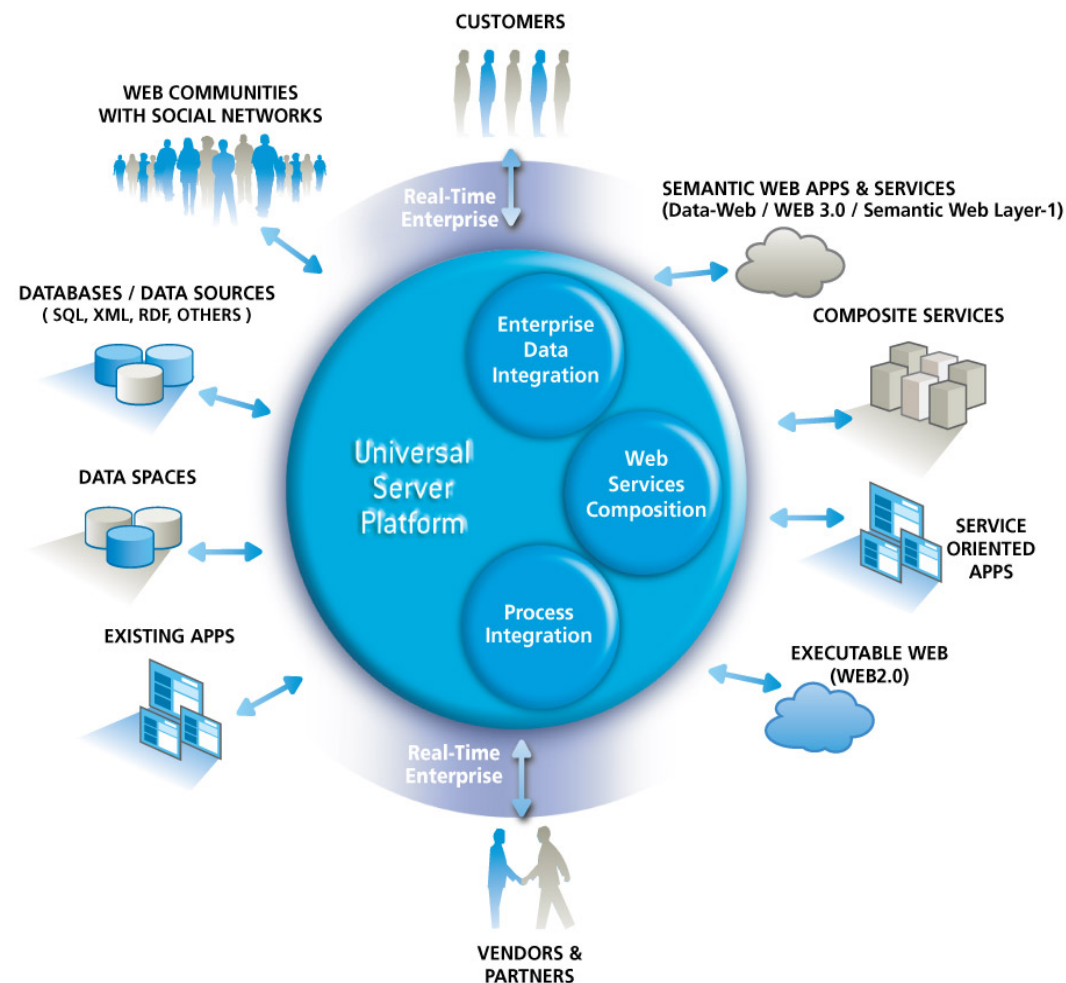 CUSTOMERS
WEB COMMUNITIES
WITH SOCIAL NETWORKS
Real-Time
Enterprise
SEMANTIC WEB APPS & SERVICES
(Data-Web / WEB 3.0 / Semantic Web Layer-1)
DATABASES / DATA SOURCES
( SQL, XML, RDF, OTHERS )
COMPOSITE SERVICES
Enterprise
Data
Integration
Universal
Server
Platform
Web
Services
Composition
DATA SPACES
SERVICE
ORIENTED
APPS
Process
Integration
EXISTING APPS
EXECUTABLE WEB
(WEB2.0)
Real-Time
Enterprise
VENDORS &
PARTNERS